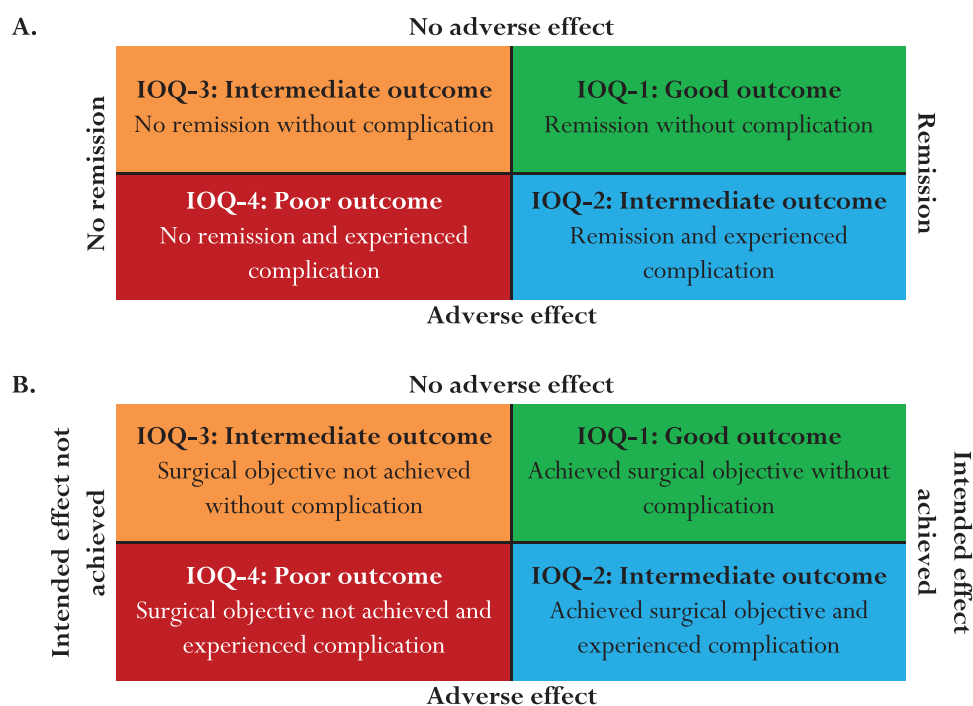 A.
No adverse effect
No remission
IOQ-3: Intermediate outcome
No remission without complication
IOQ-1: Good outcome
Remission without complication
Remission
IOQ-4: Poor outcome
No remission and experienced
complication
IOQ-2: Intermediate outcome
Remission and experienced
complication
Adverse effect
B.
No adverse effect
Intended effect not
achieved
IOQ-3: Intermediate outcome
Surgical objective not achieved
without complication
IOQ-1: Good outcome
Achieved surgical objective without
complication
Intended effect
achieved
IOQ-4: Poor outcome
Surgical objective not achieved and
experienced complication
IOQ-2: Intermediate outcome
Achieved surgical objective and
experienced complication
Adverse effect